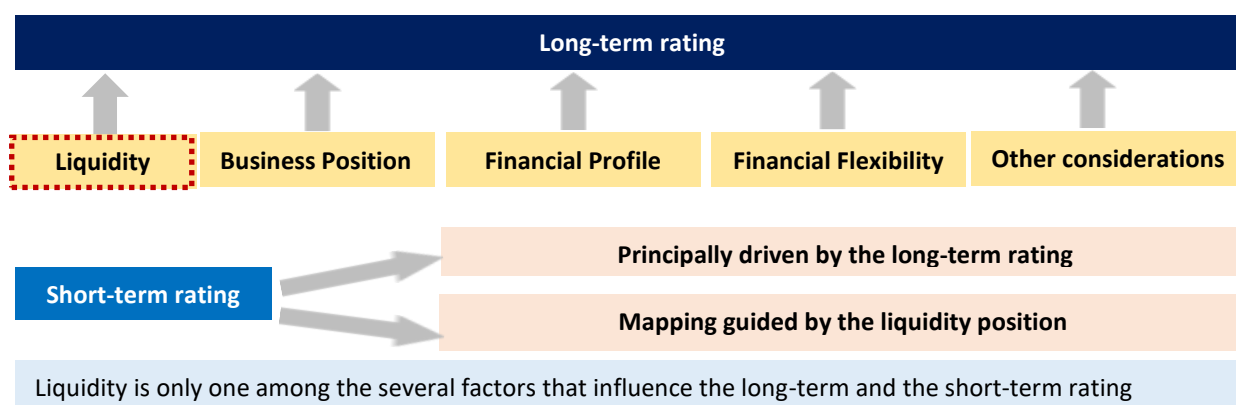 Long-term rating
Liquidity
Business Position
Financial Profile
Financial Flexibility
Other considerations
Short-term rating
Principally driven by the long-term rating
Mapping guided by the liquidity position
Liquidity is only one among the several factors that influence the long-term and the short-term rating